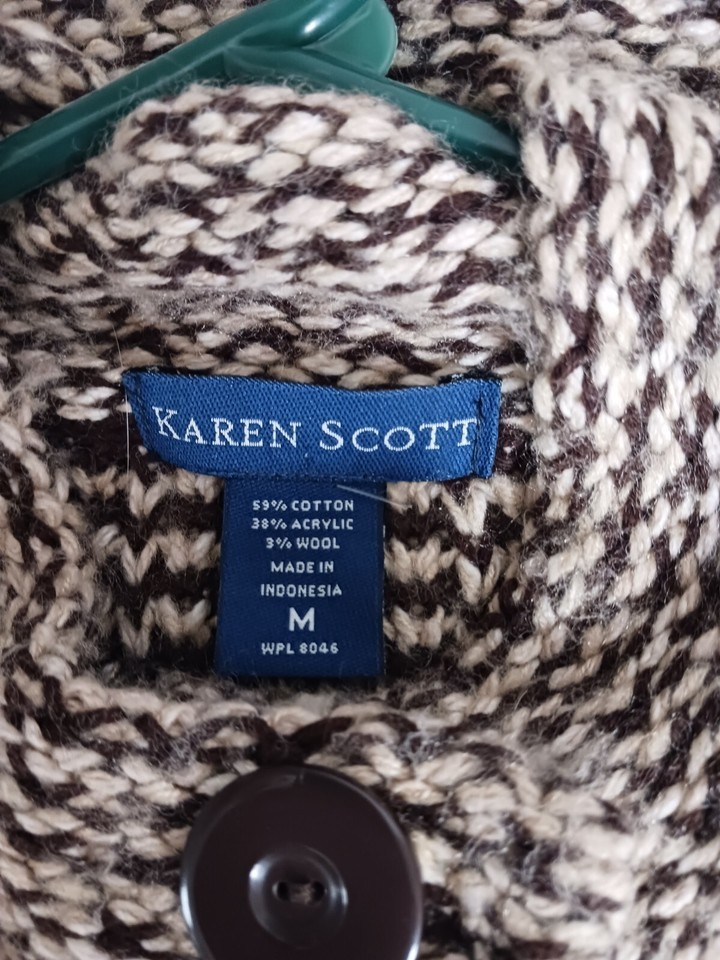 KAREN SCOTT
59% COTTON
38% ACRYLIC
3% WOOL
MADE IN
INDONESIA
M
WPL 8046